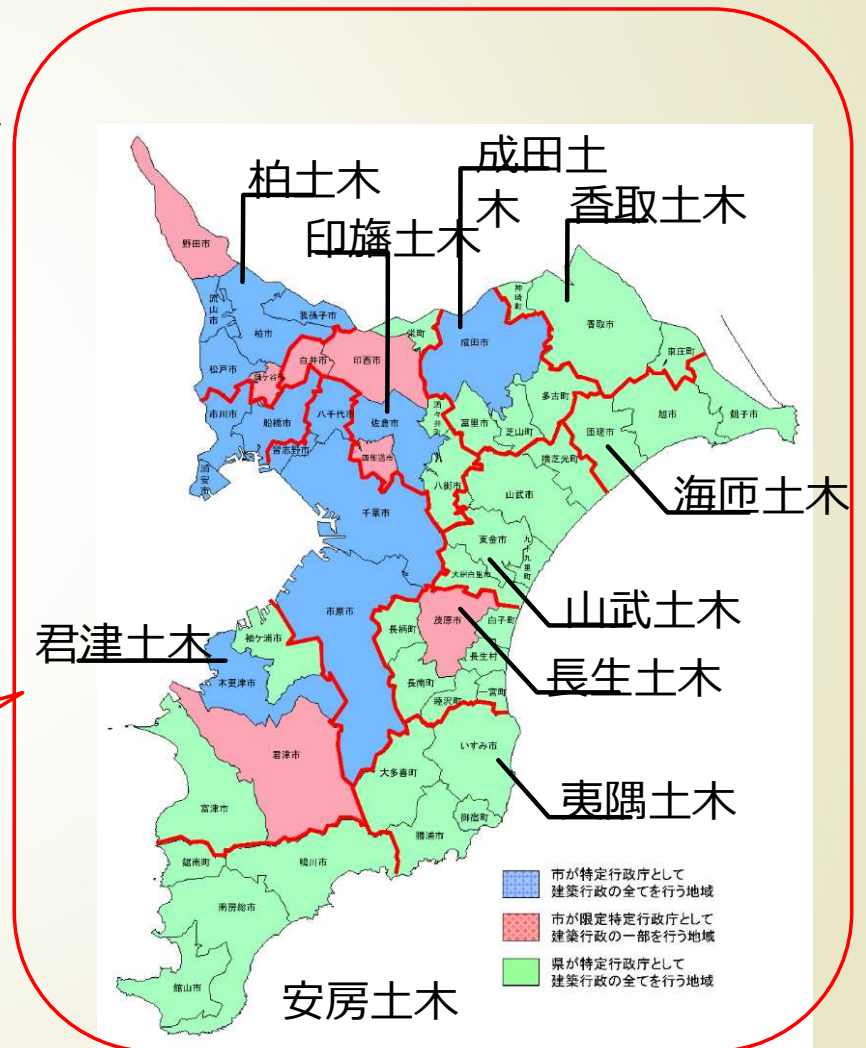 柏土木
成田土
木
印旛土木
香取土木
野田市
流山市
我孫子市
柏市
松戸市
白井市
印西市
栄町
成田市
神崎町
香取市
東庄町
市川市
船橋市
八千代市
佐倉市
酒々井町
富里市
芝山町
多古町
匝瑳市
旭市
銚子市
習志野市
浦安市
四街道市
八街市
横芝光町
山武市
海匝土木
千葉市
東金市
九十九里町
大網白里市
山武土木
市原市
長柄町
茂原市
白子町
君津土木
袖ケ浦市
長生村
長生土木
木更津市
長南町
睦沢町
一宮町
君津市
大多喜町
いすみ市
富津市
夷隅土木
御宿町
勝浦市
鋸南町
鴨川市
南房総市
館山市
安房土木
市が特定行政庁として
建築行政の全てを行う地域
市が限定特定行政庁として
建築行政の一部を行う地域
県が特定行政庁として
建築行政の全てを行う地域